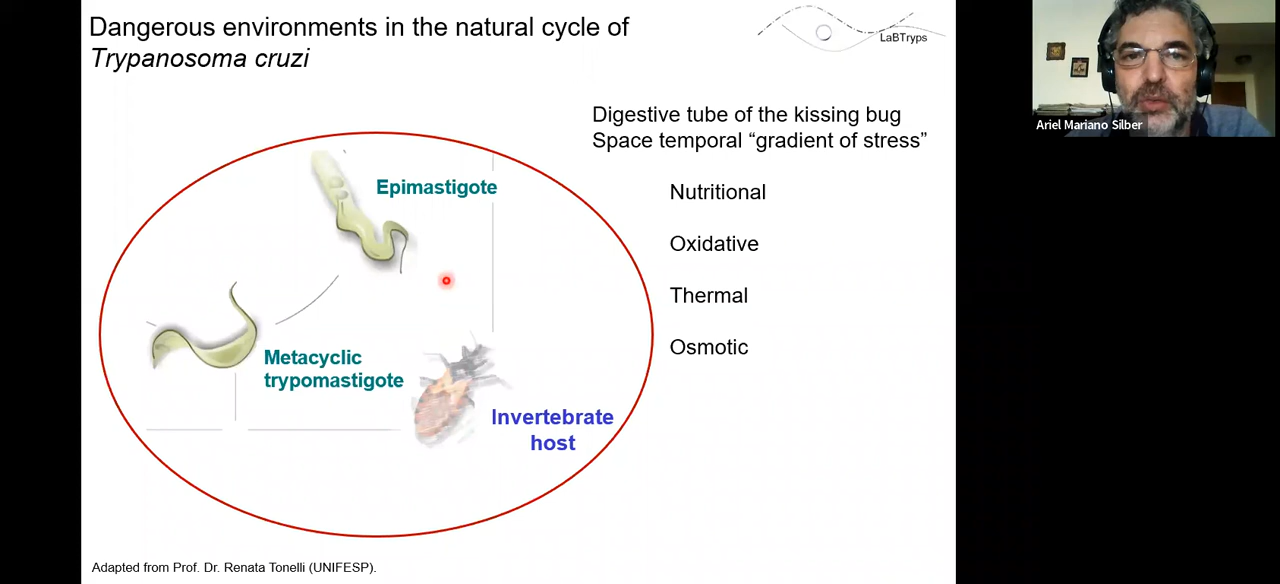 Dangerous environments in the natural cycle of
Trypanosoma cruzi
LaBTryps
Ariel Mariano Silber
Digestive tube of the kissing bug
Space temporal “gradient of stress”
Nutritional
Oxidative
Thermal
Osmotic
Epimastigote
Metacyclic
trypomastigote
Invertebrate
host
Adapted from Prof. Dr. Renata Tonelli (UNIFESP).